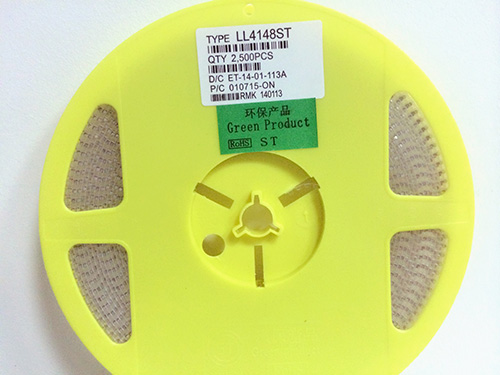 TYPE LL4148ST
QTY 2,500PCS
D/C ET-14-01-113A
P/C 010715-ON
RMK 140113
环保产品
Green Product
RoHS ST